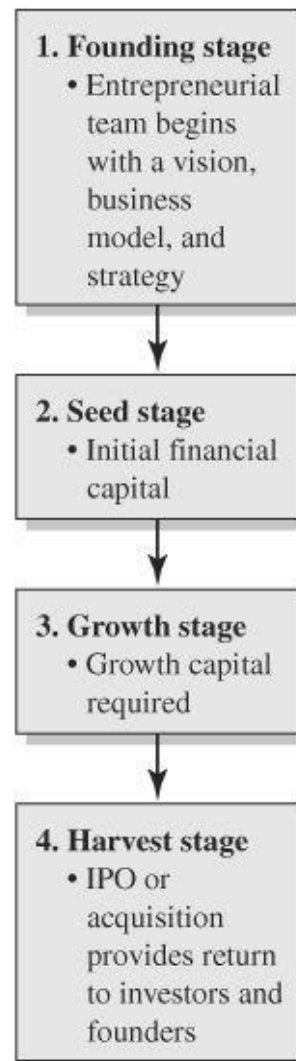 1. Founding stage
• Entrepreneurial
team begins
with a vision,
business
model, and
strategy
2. Seed stage
• Initial financial
capital
3. Growth stage
• Growth capital
required
4. Harvest stage
• IPO or
acquisition
provides return
to investors and
founders